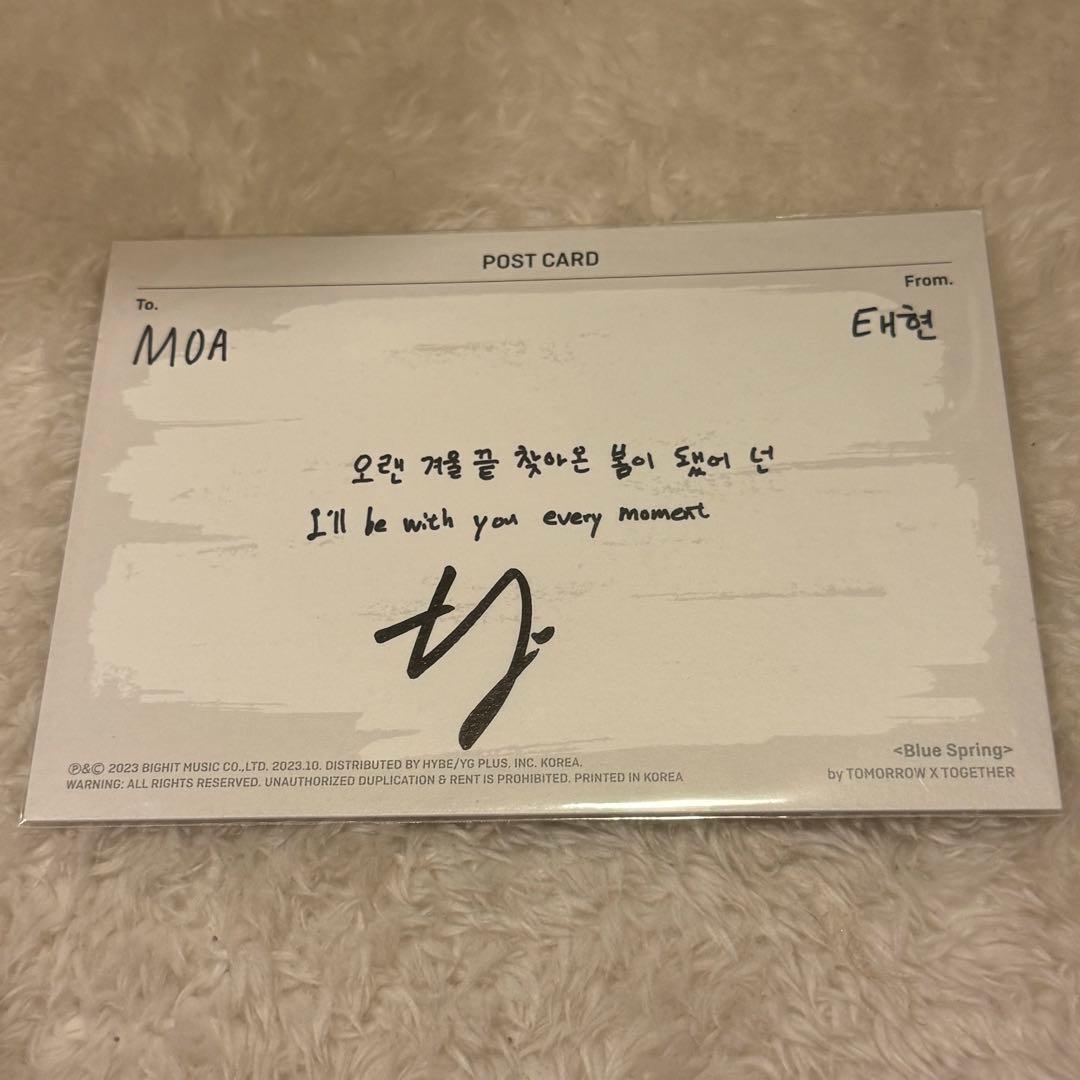 POST CARD
To.
From.
MOA
태현
오랜 겨울 끝 찾아온 봄이 됐어 넌
I'll be with you every moment
<Blue Spring>
by TOMORROW X TOGETHER
℗&© 2023 BIGHIT MUSIC CO.,LTD. 2023.10. DISTRIBUTED BY HYBE/YG PLUS, INC. KOREA.
WARNING: ALL RIGHTS RESERVED. UNAUTHORIZED DUPLICATION & RENT IS PROHIBITED. PRINTED IN KOREA